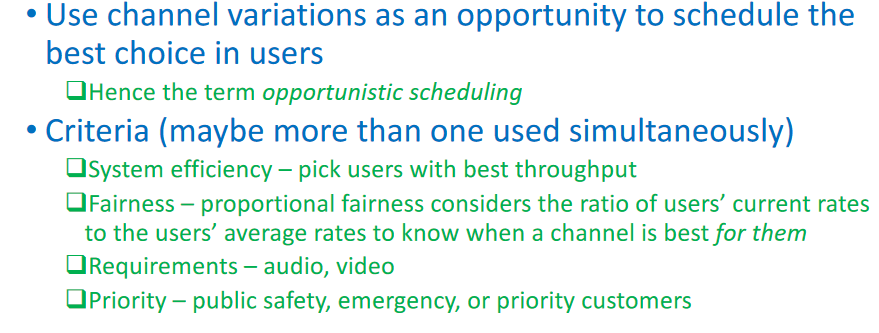 • Use channel variations as an opportunity to schedule the
best choice in users
❑Hence the term opportunistic scheduling
• Criteria (maybe more than one used simultaneously)
❑System efficiency – pick users with best throughput
❑Fairness – proportional fairness considers the ratio of users’ current rates
to the users’ average rates to know when a channel is best for them
❑Requirements – audio, video
❑Priority – public safety, emergency, or priority customers